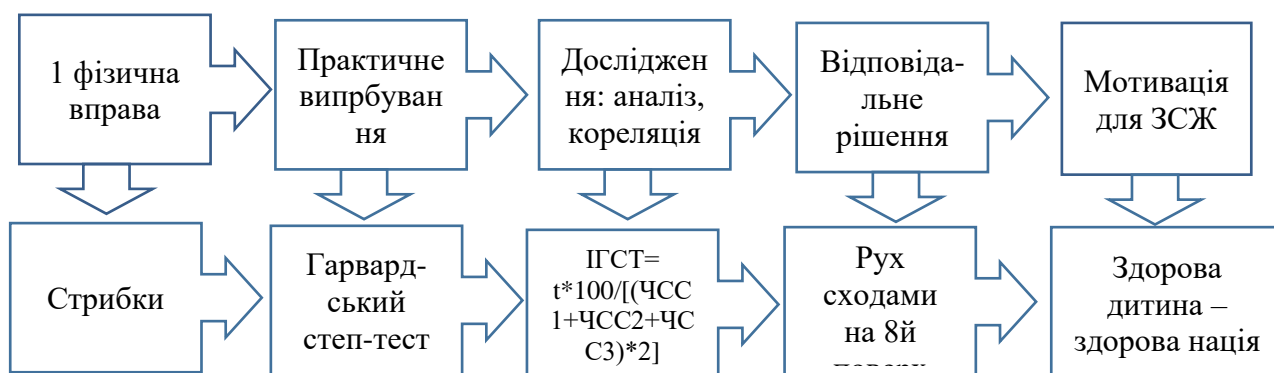 1 фізична
вправа
Практичне
випрбуван
ня
Дослiджен
ня: аналіз,
кореляція
Відповіда-
льне
рішення
Мотивація
для ЗСЖ
Стрибки
Гарвард-
ський
степ-тест
ІГСТ=
t*100/[(ЧСС
1+ЧСС2+ЧС
С3)*2]
Рух
сходами
на 8й
Здорова
дитина –
здорова нація